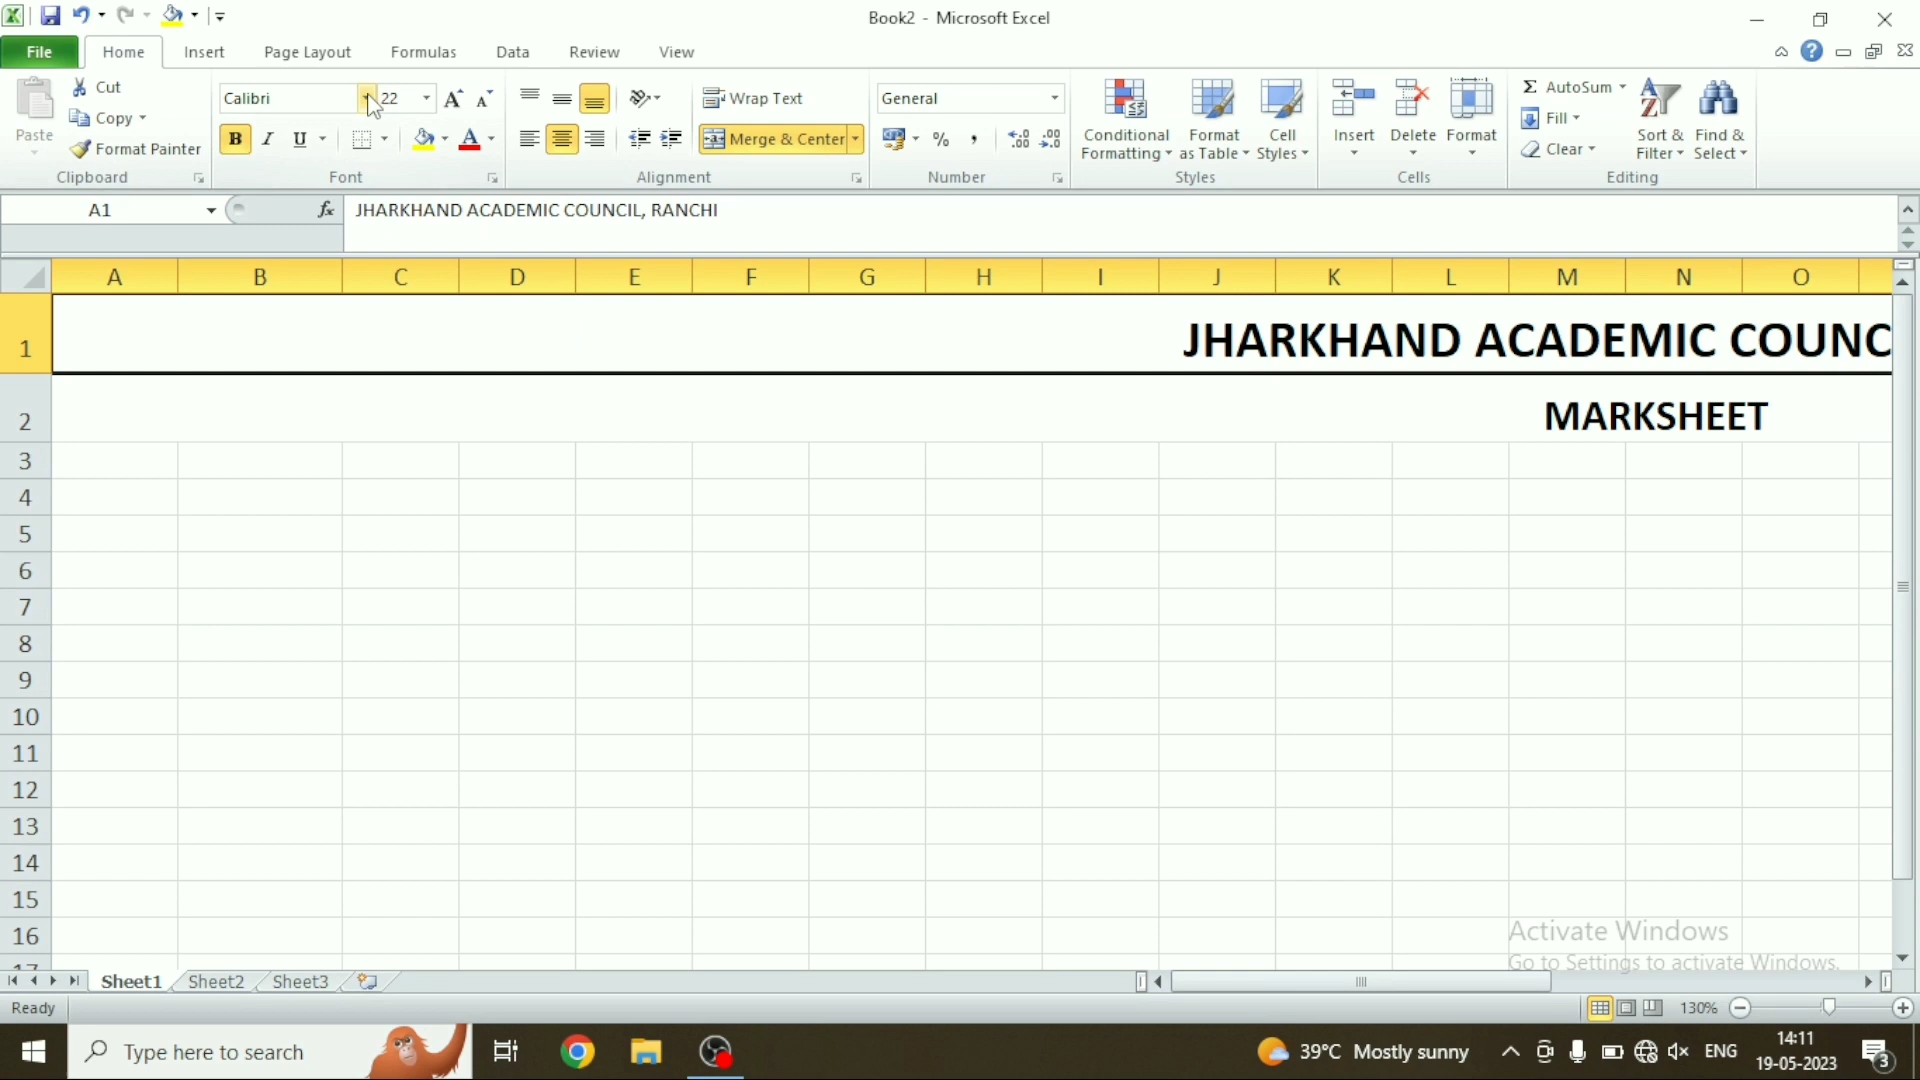 Book2 - Microsoft Excel
File Home Insert Page Layout Formulas Data Review View
Paste
Cut
Copy
Format Painter
Clipboard
Calibri 22
B I U A
Font
Wrap Text
Merge & Center
Alignment
General
% ,
Number
Conditional Formatting
Format as Table
Cell Styles
Styles
Insert Delete Format
Cells
Σ AutoSum
Fill
Clear
Sort & Filter
Find & Select
Editing
A1 fx JHARKHAND ACADEMIC COUNCIL, RANCHI
A B C D E F G H I J K L M N O
1 JHARKHAND ACADEMIC COUNC
2 MARKSHEET
3
4
5
6
7
8
9
10
11
12
13
14
15
16
17
Activate Windows
Go to Settings to activate Windows.
Sheet1 Sheet2 Sheet3
Ready 130%
Type here to search
39°C Mostly sunny
ENG
14:11
19-05-2023
3